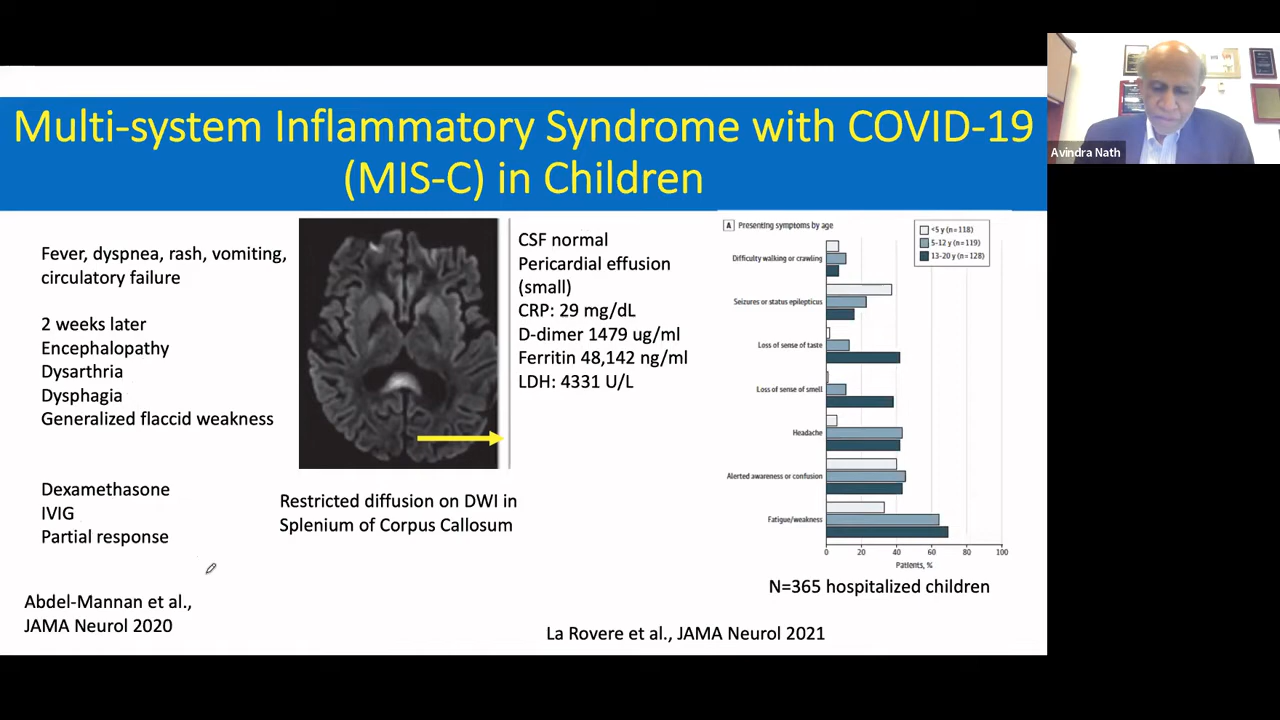 Multi-system Inflammatory Syndrome with COVID-19
(MIS-C) in Children
Avindra Nath
Fever, dyspnea, rash, vomiting,
circulatory failure
2 weeks later
Encephalopathy
Dysarthria
Dysphagia
Generalized flaccid weakness
Dexamethasone
IVIG
Partial response
Abdel-Mannan et al.,
JAMA Neurol 2020
Restricted diffusion on DWI in
Splenium of Corpus Callosum
CSF normal
Pericardial effusion
(small)
CRP: 29 mg/dL
D-dimer 1479 ug/ml
Ferritin 48,142 ng/ml
LDH: 4331 U/L
A Presenting symptoms by age
<5 y (n=118)
5-12 y (n=119)
13-20 y (n=128)
Difficulty walking or crawling
Seizures or status epilepticus
Loss of sense of taste
Loss of sense of smell
Headache
Alerted awareness or confusion
Fatigue/weakness
0 20 40 60 80 100
Patients, %
N=365 hospitalized children
La Rovere et al., JAMA Neurol 2021